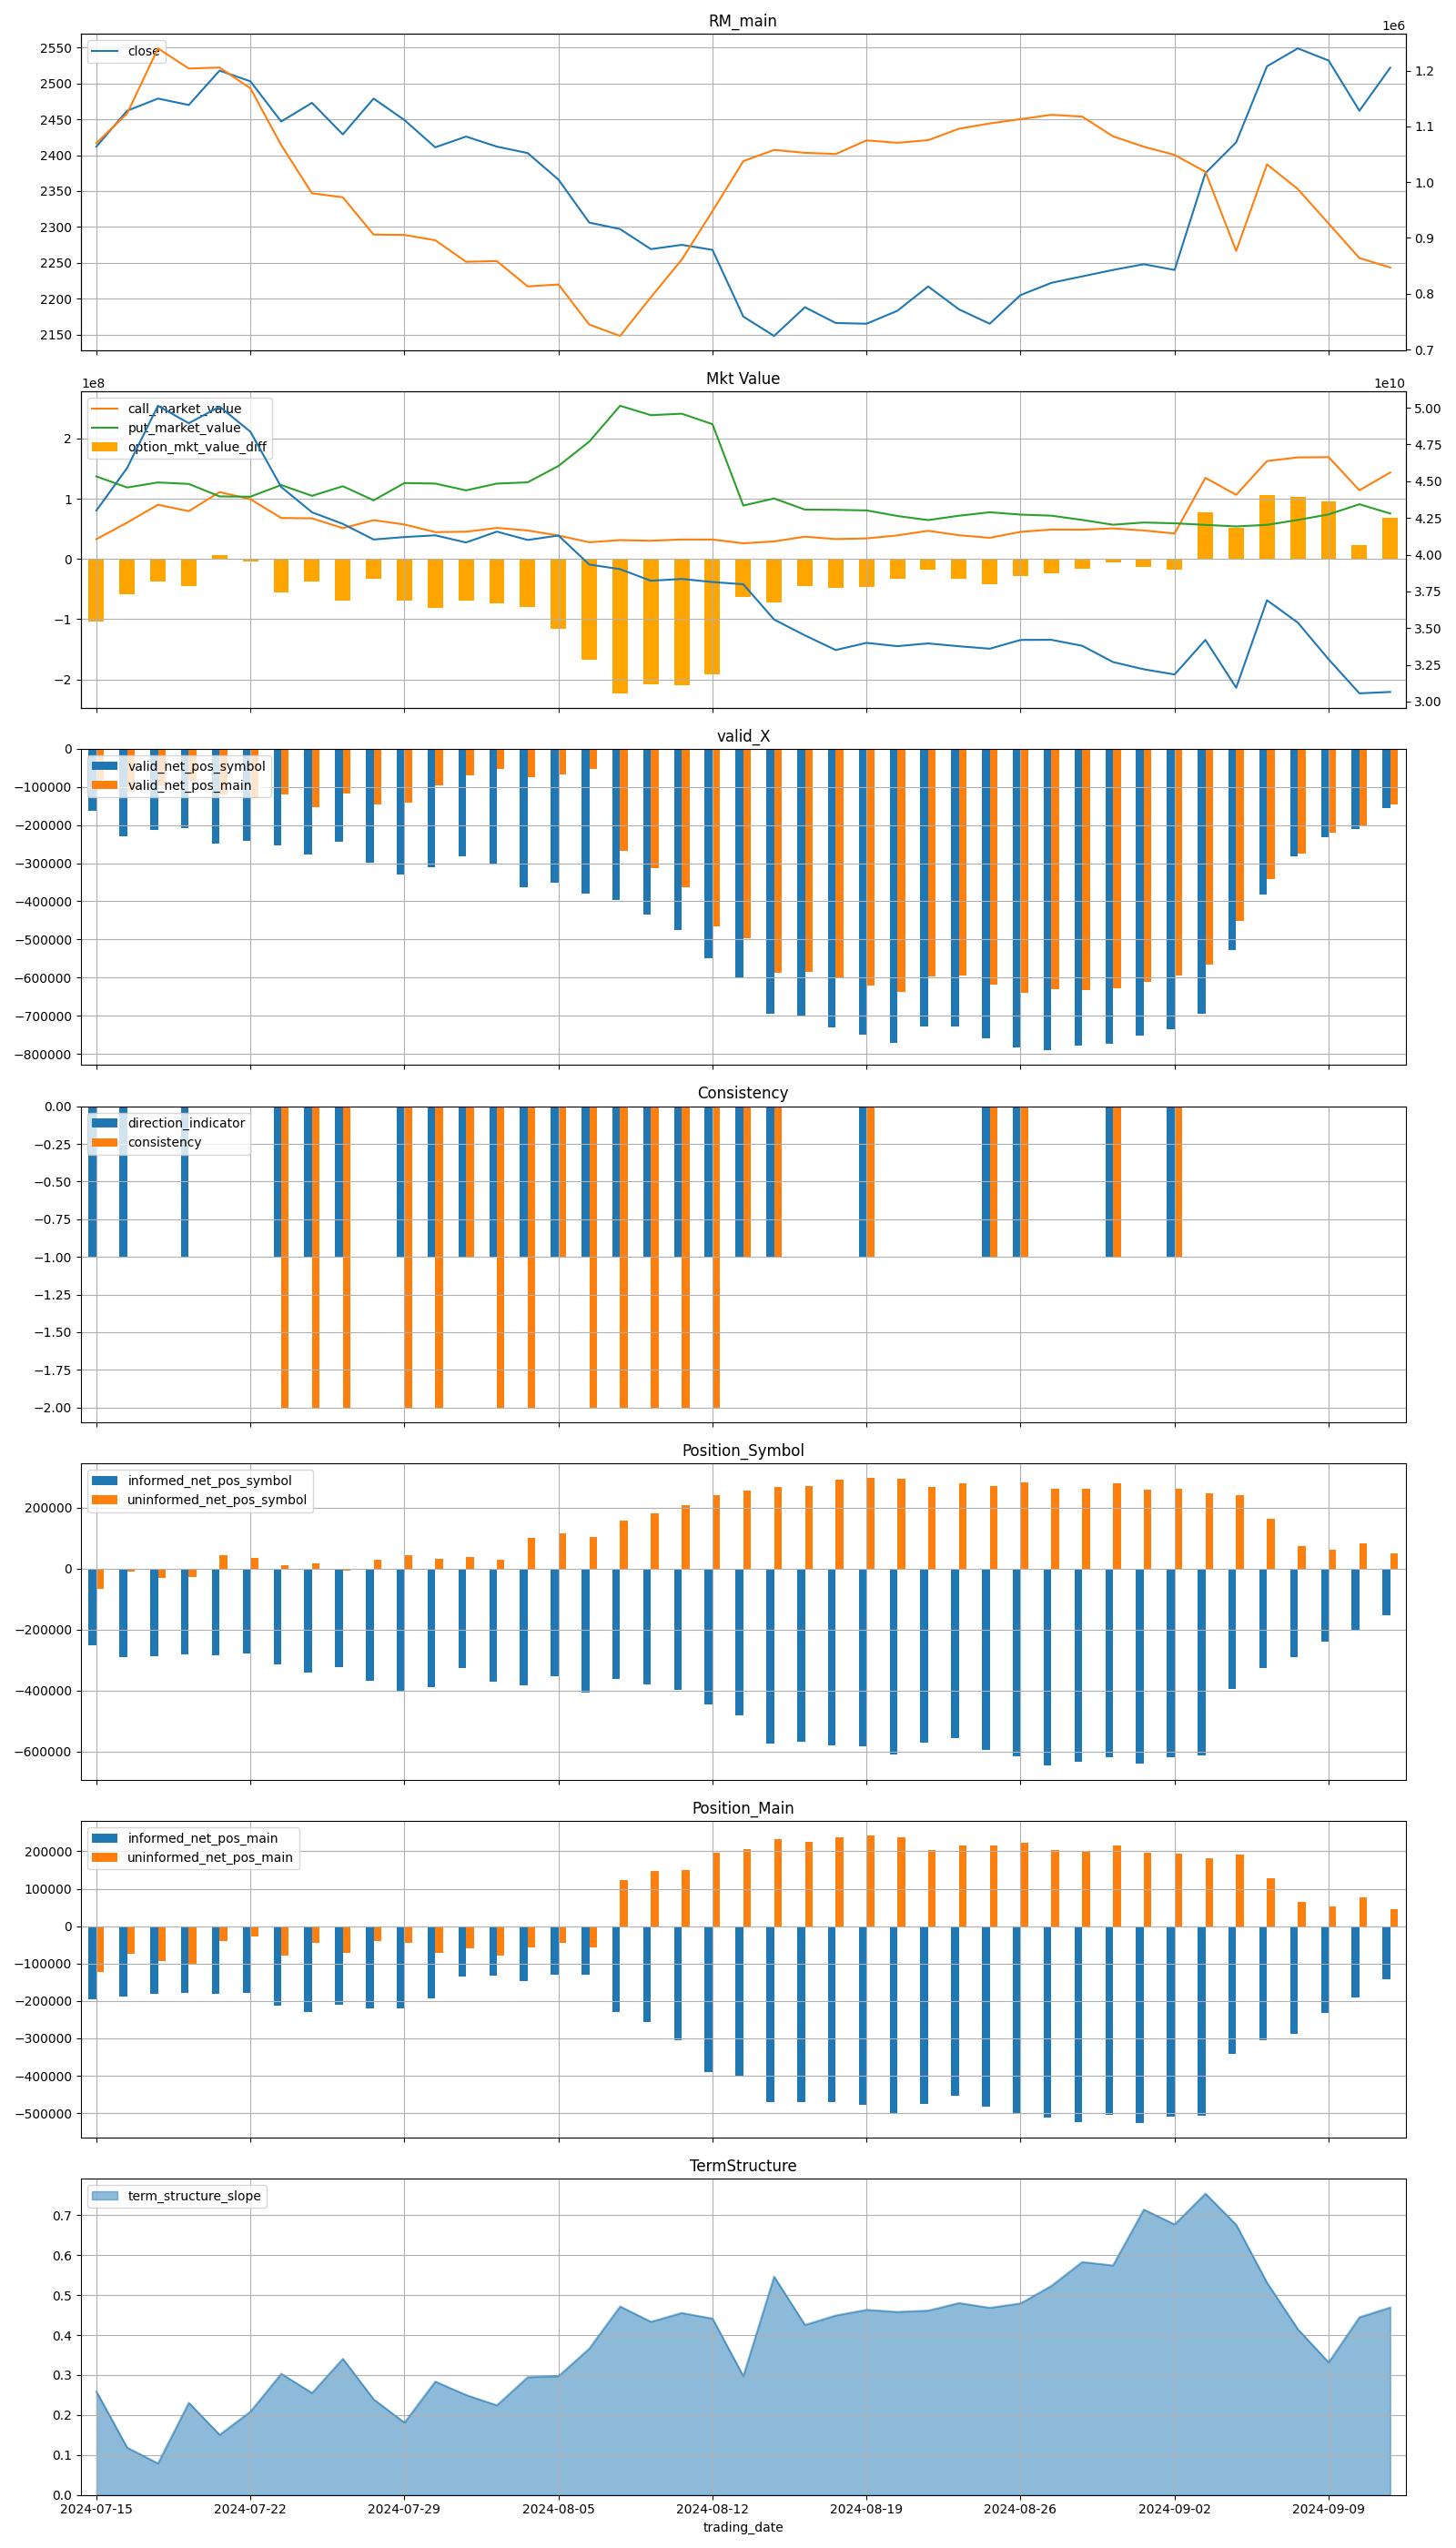 RM_main
1e6
close
2550
2500
2450
2400
2350
2300
2250
2200
2150
1.2
1.1
1.0
0.9
0.8
0.7
Mkt Value
1e8
1e10
call_market_value
put_market_value
option_mkt_value_diff
2
1
0
−1
−2
5.00
4.75
4.50
4.25
4.00
3.75
3.50
3.25
3.00
valid_X
valid_net_pos_symbol
valid_net_pos_main
0
−100000
−200000
−300000
−400000
−500000
−600000
−700000
−800000
Consistency
direction_indicator
consistency
0.00
−0.25
−0.50
−0.75
−1.00
−1.25
−1.50
−1.75
−2.00
Position_Symbol
informed_net_pos_symbol
uninformed_net_pos_symbol
200000
0
−200000
−400000
−600000
Position_Main
informed_net_pos_main
uninformed_net_pos_main
200000
100000
0
−100000
−200000
−300000
−400000
−500000
TermStructure
term_structure_slope
0.7
0.6
0.5
0.4
0.3
0.2
0.1
0.0
2024-07-15 2024-07-22 2024-07-29 2024-08-05 2024-08-12 2024-08-19 2024-08-26 2024-09-02 2024-09-09
trading_date